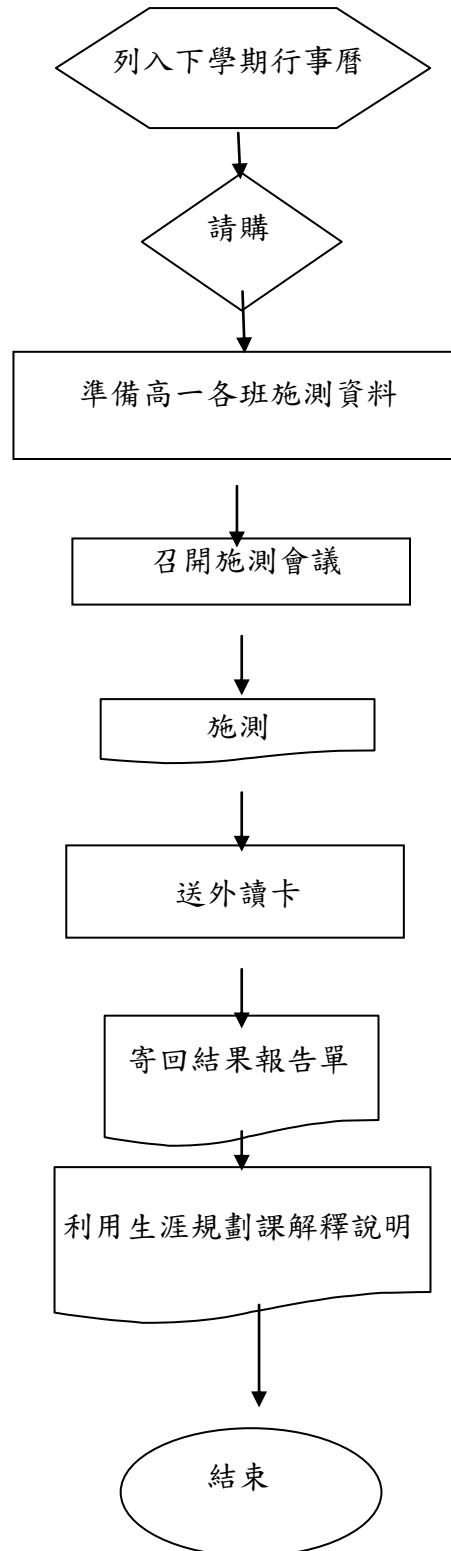 列入下學期行事曆
請購
準備高一各班施測資料
召開施測會議
施測
送外讀卡
寄回結果報告單
利用生涯規劃課解釋說明
結束